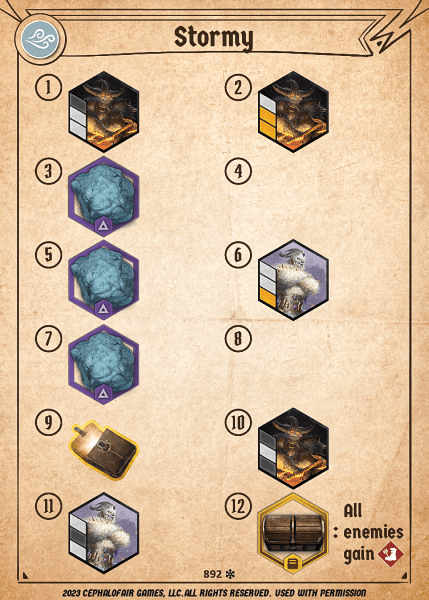 Stormy
1
2
3
4
5
6
7
8
9
10
11
12
All
: enemies
gain
892
2023 CEPHALOFAIR GAMES, LLC. ALL RIGHTS RESERVED. USED WITH PERMISSION